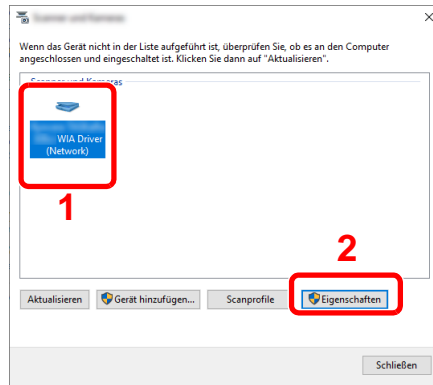 Wenn das Gerät nicht in der Liste aufgeführt ist, überprüfen Sie, ob es an den Computer
angeschlossen und eingeschaltet ist. Klicken Sie dann auf "Aktualisieren".
Scanner und Kameras
WIA Driver
(Network)
1
2
Aktualisieren
Gerät hinzufügen...
Scanprofile
Eigenschaften
Schließen